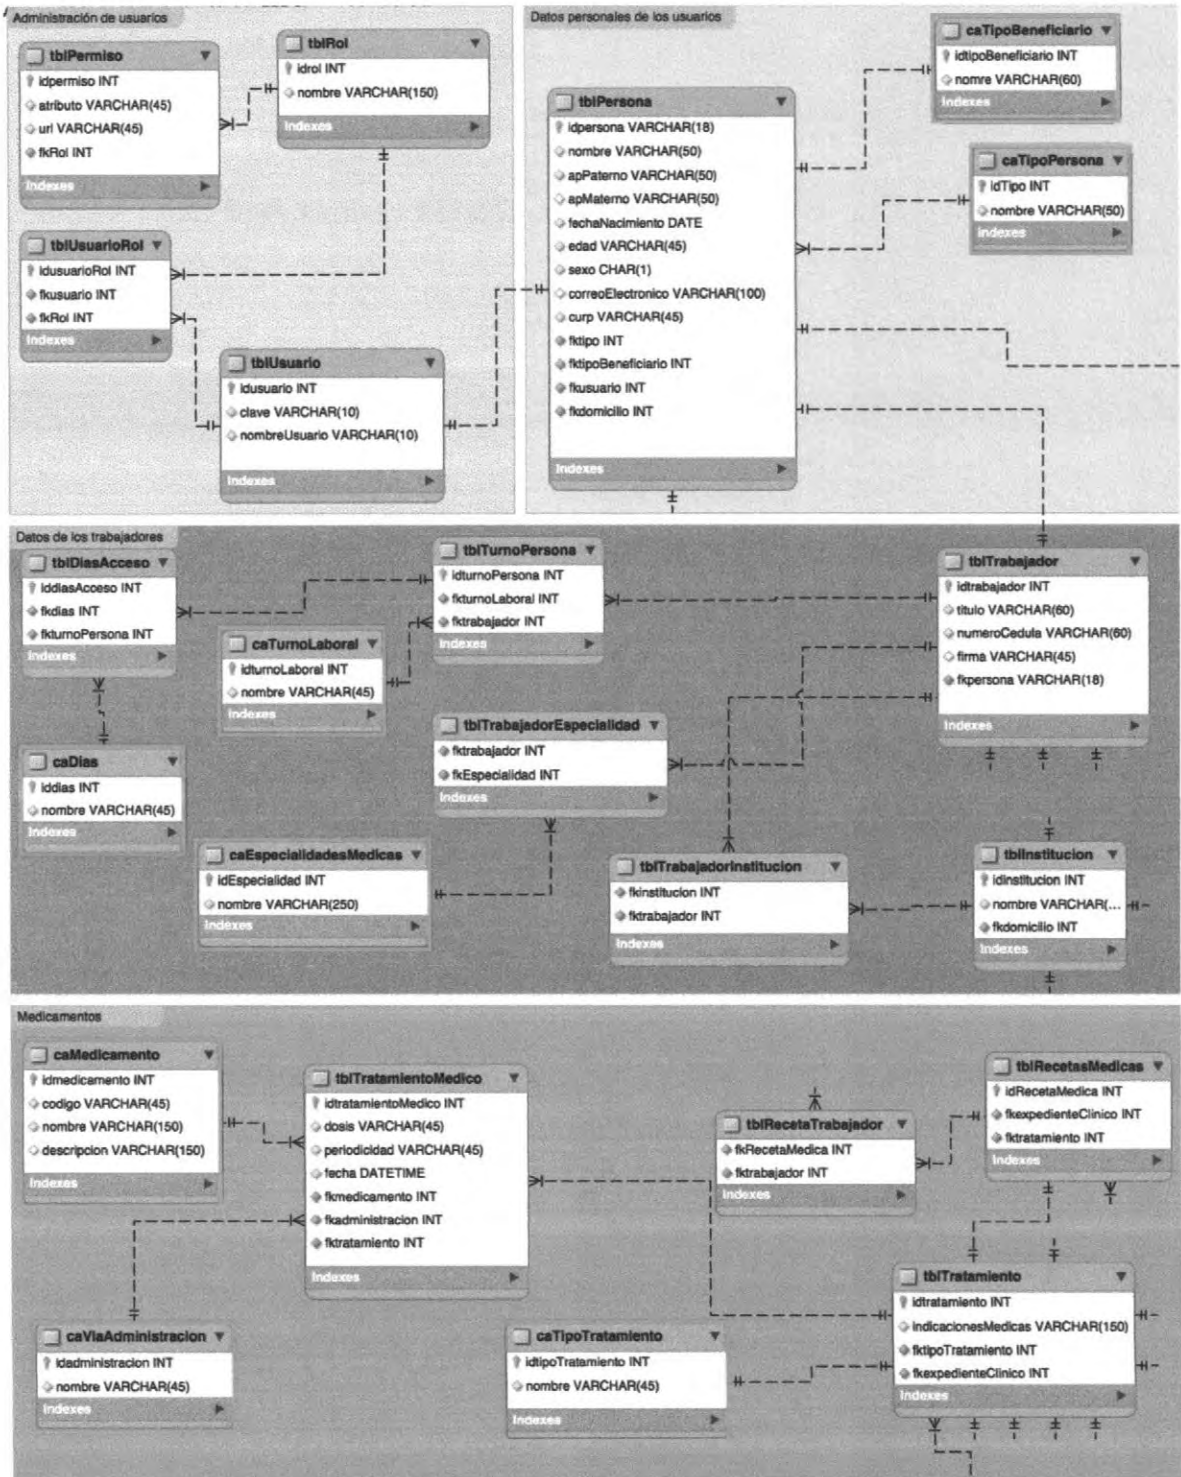 Administración de usuarios
tblPermiso
idpermiso INT
atributo VARCHAR(45)
url VARCHAR(45)
fkRol INT
Indexes
tblRol
idrol INT
nombre VARCHAR(150)
Indexes
tblUsuarioRol
idusuarioRol INT
fkusuario INT
fkRol INT
Indexes
tblUsuario
idusuario INT
clave VARCHAR(10)
nombreUsuario VARCHAR(10)
Indexes
Datos personales de los usuarios
tblPersona
idpersona VARCHAR(18)
nombre VARCHAR(50)
apPaterno VARCHAR(50)
apMaterno VARCHAR(50)
fechaNacimiento DATE
edad VARCHAR(45)
sexo CHAR(1)
correoElectronico VARCHAR(100)
curp VARCHAR(45)
fktipo INT
fktipoBeneficiario INT
fkusuario INT
fkdomicilio INT
Indexes
caTipoBeneficiario
idtipoBeneficiario INT
nomre VARCHAR(60)
Indexes
caTipoPersona
idTipo INT
nombre VARCHAR(50)
Indexes
Datos de los trabajadores
tblDiasAcceso
iddiasAcceso INT
fkdias INT
fkturnoPersona INT
Indexes
caDias
iddias INT
nombre VARCHAR(45)
Indexes
caTurnoLaboral
idturnoLaboral INT
nombre VARCHAR(45)
Indexes
tblTurnoPersona
idturnoPersona INT
fkturnoLaboral INT
fktrabajador INT
Indexes
tblTrabajadorEspecialidad
fktrabajador INT
fkEspecialidad INT
Indexes
caEspecialidadesMedicas
idEspecialidad INT
nombre VARCHAR(250)
Indexes
tblTrabajador
idtrabajador INT
titulo VARCHAR(60)
numeroCedula VARCHAR(60)
firma VARCHAR(45)
fkpersona VARCHAR(18)
Indexes
tblTrabajadorInstitucion
fkinstitucion INT
fktrabajador INT
Indexes
tblInstitucion
idinstitucion INT
nombre VARCHAR(...
fkdomicilio INT
Indexes
Medicamentos
caMedicamento
idmedicamento INT
codigo VARCHAR(45)
nombre VARCHAR(150)
descripcion VARCHAR(150)
Indexes
tblTratamientoMedico
idtratamientoMedico INT
dosis VARCHAR(45)
periodicidad VARCHAR(45)
fecha DATETIME
fkmedicamento INT
fkadministracion INT
fktratamiento INT
Indexes
caViaAdministracion
idadministracion INT
nombre VARCHAR(45)
Indexes
tblRecetaTrabajador
fkRecetaMedica INT
fktrabajador INT
Indexes
tblRecetasMedicas
idRecetaMedica INT
fkexpedienteClinico INT
fktratamiento INT
Indexes
caTipoTratamiento
idtipoTratamiento INT
nombre VARCHAR(45)
Indexes
tblTratamiento
idtratamiento INT
indicacionesMedicas VARCHAR(150)
fktipoTratamiento INT
fkexpedienteClinico INT
Indexes